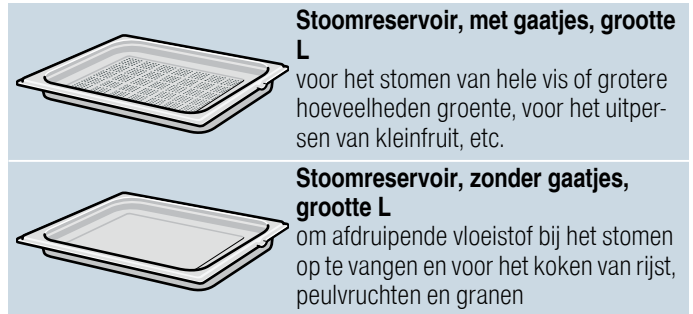 Stoomreservoir, met gaatjes, grootte
L
voor het stomen van hele vis of grotere
hoeveelheden groente, voor het uitper-
sen van kleinfruit, etc.
Stoomreservoir, zonder gaatjes,
grootte L
om afdruipende vloeistof bij het stomen
op te vangen en voor het koken van rijst,
peulvruchten en granen